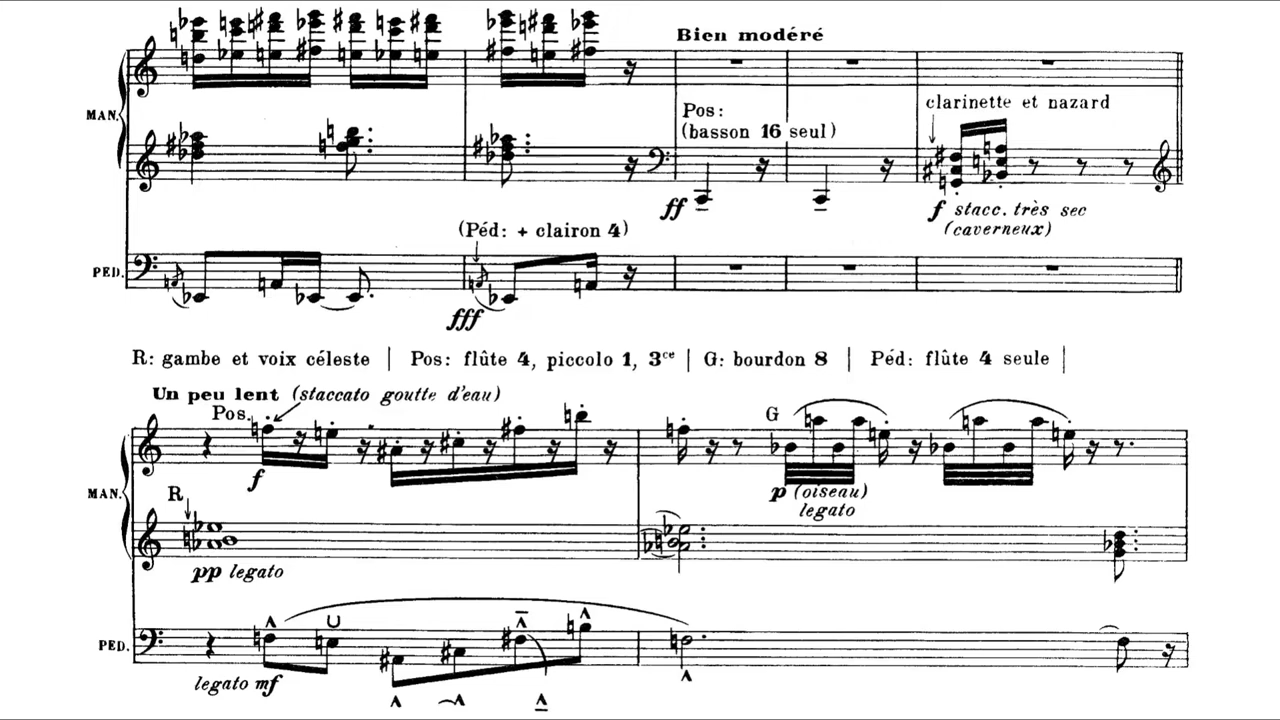 Bien modéré
MAN.
Pos:
(basson 16 seul)
clarinette et nazard
ff
f stacc. très sec
(caverneux)
(Péd: + clairon 4)
PED.
fff
R: gambe et voix céleste | Pos: flûte 4, piccolo 1, 3ce | G: bourdon 8 | Péd: flûte 4 seule |
Un peu lent (staccato goutte d'eau)
Pos.
G
f
MAN.
R
p (oiseau)
legato
pp legato
PED.
legato mf